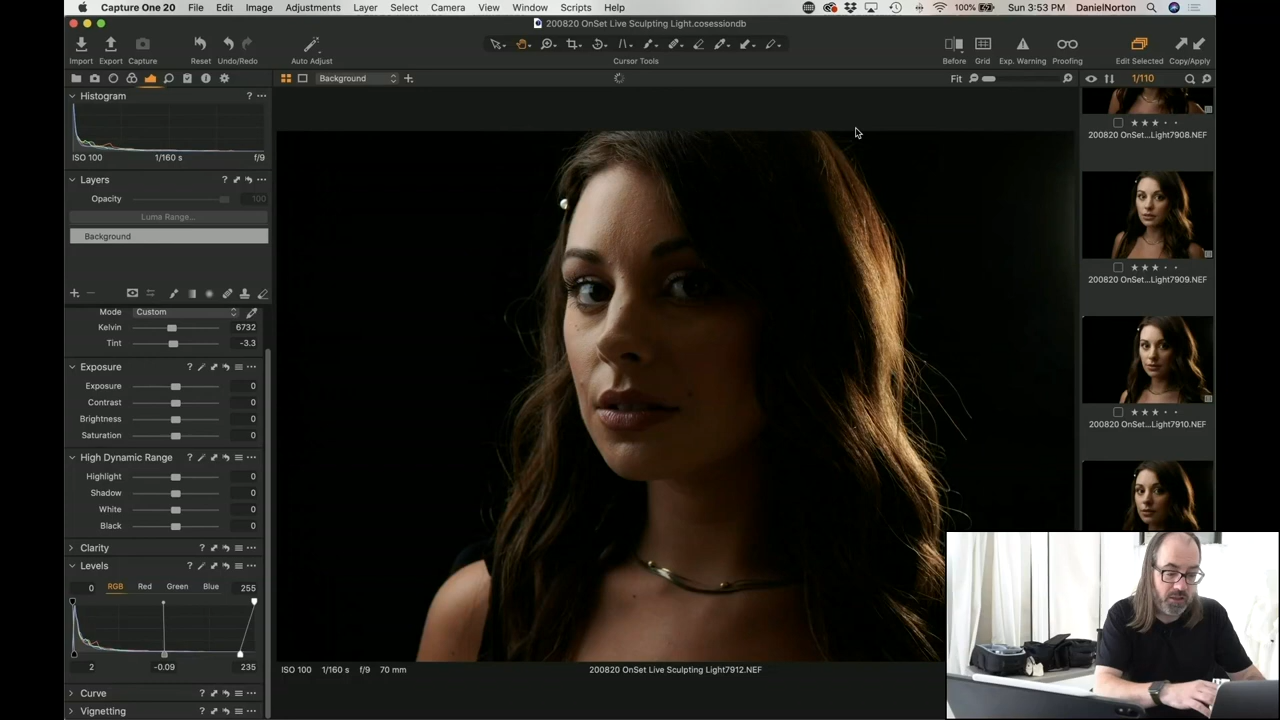 Capture One 20 File Edit Image Adjustments Layer Select Camera View Window Scripts Help 100% Sun 3:53 PM DanielNorton
200820 OnSet Live Sculpting Light.cosessiondb
Import Export Capture Reset Undo/Redo Auto Adjust Cursor Tools Before Grid Exp. Warning Proofing Edit Selected Copy/Apply
Background Fit 1/110
Histogram ?
ISO 100 1/160 s f/9
Layers ?
Opacity 100
Luma Range...
Background
Mode Custom
Kelvin 6732
Tint -3.3
Exposure ?
Exposure 0
Contrast 0
Brightness 0
Saturation 0
High Dynamic Range ?
Highlight 0
Shadow 0
White 0
Black 0
Clarity ?
Levels ?
0 RGB Red Green Blue 255
2 -0.09 235
Curve ?
Vignetting ?
ISO 100 1/160 s f/9 70 mm 200820 OnSet Live Sculpting Light7912.NEF
200820 OnSet...Light7908.NEF
200820 OnSet...Light7909.NEF
200820 OnSet...Light7910.NEF